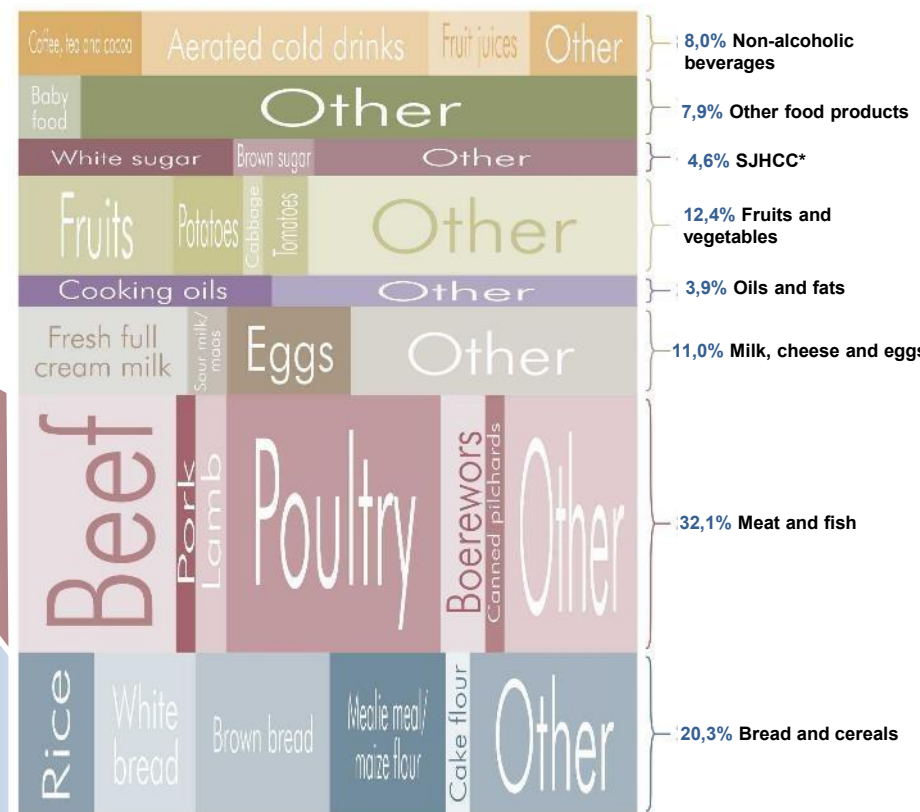 Coffee, tea and cocoa
Aerated cold drinks
Fruit juices
Other
8,0% Non-alcoholic
beverages
Baby
food
Other
7,9% Other food products
White sugar
Brown sugar
Other
4,6% SJHCC*
Fruits
Potatoes
Cabbage
Tomatoes
Other
12,4% Fruits and
vegetables
Cooking oils
Other
3,9% Oils and fats
Fresh full
cream milk
Sour milk/
maas
Eggs
Other
11,0% Milk, cheese and eggs
Beef
Pork
Lamb
Poultry
Boerewors
Canned pilchards
Other
32,1% Meat and fish
Rice
White
bread
Brown bread
Mealie meal/
maize flour
Cake flour
Other
20,3% Bread and cereals